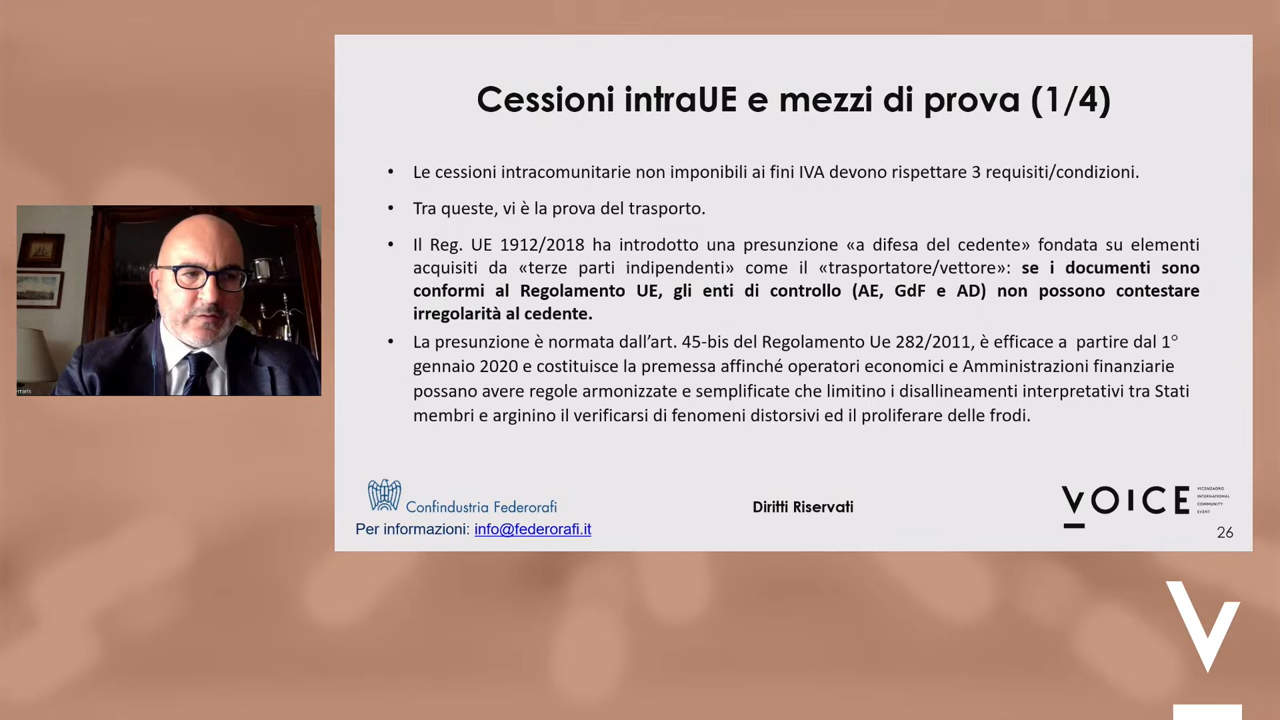 Cessioni intraUE e mezzi di prova (1/4)
• Le cessioni intracomunitarie non imponibili ai fini IVA devono rispettare 3 requisiti/condizioni.
• Tra queste, vi è la prova del trasporto.
• Il Reg. UE 1912/2018 ha introdotto una presunzione «a difesa del cedente» fondata su elementi
acquisiti da «terze parti indipendenti» come il «trasportatore/vettore»: se i documenti sono
conformi al Regolamento UE, gli enti di controllo (AE, GdF e AD) non possono contestare
irregolarità al cedente.
• La presunzione è normata dall’art. 45-bis del Regolamento Ue 282/2011, è efficace a partire dal 1°
gennaio 2020 e costituisce la premessa affinché operatori economici e Amministrazioni finanziarie
possano avere regole armonizzate e semplificate che limitino i disallineamenti interpretativi tra Stati
membri e arginino il verificarsi di fenomeni distorsivi ed il proliferare delle frodi.
Confindustria Federorafi
Per informazioni: info@federorafi.it
Diritti Riservati
VOICE
VICENZAORO
INTERNATIONAL
COMMUNITY
EVENT
26
V